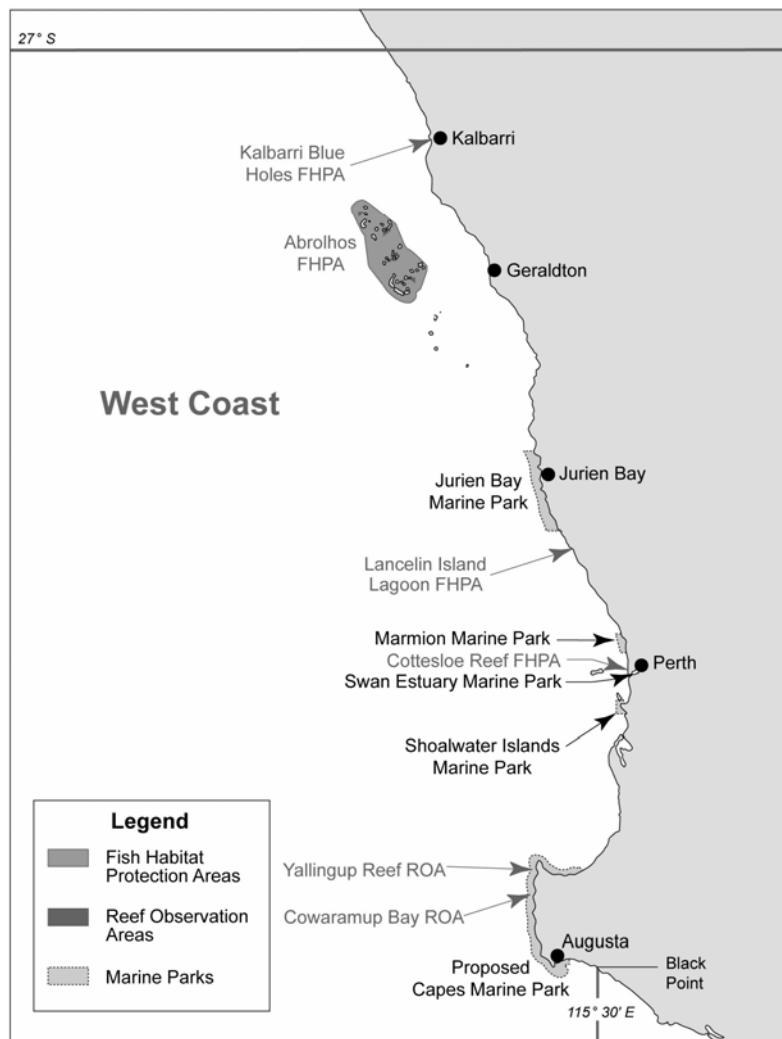 27° S
Kalbarri
Kalbarri Blue
Holes FHPA
Abrolhos
FHPA
Geraldton
West Coast
Jurien Bay
Jurien Bay
Marine Park
Lancelin Island
Lagoon FHPA
Marmion Marine Park
Cottesloe Reef FHPA
Perth
Swan Estuary Marine Park
Shoalwater Islands
Marine Park
Legend
Fish Habitat
Protection Areas
Reef Observation
Areas
Marine Parks
Yallingup Reef ROA
Cowaramup Bay ROA
Augusta
Proposed
Capes Marine Park
Black
Point
115° 30' E